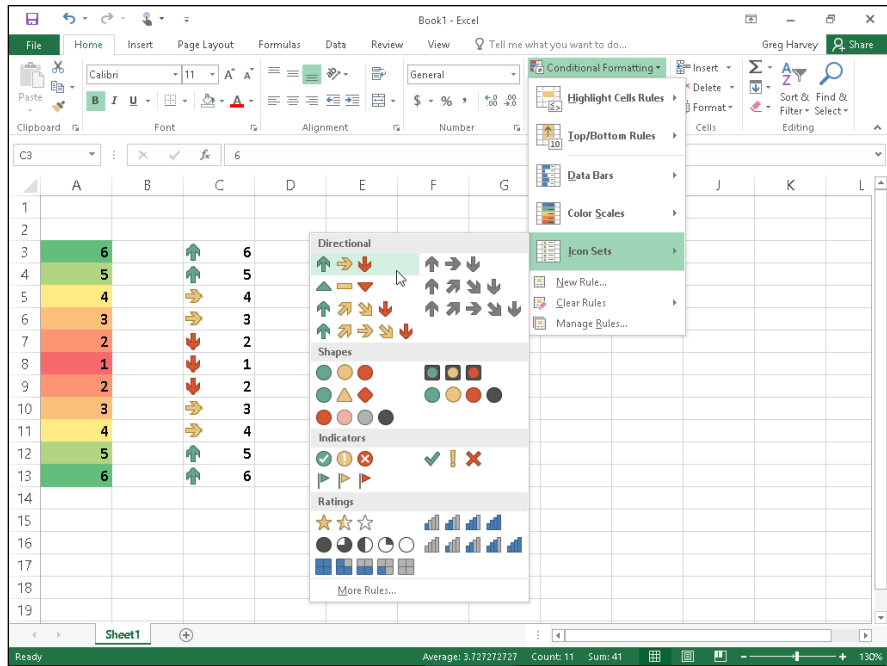 Book1 - Excel
File Home Insert Page Layout Formulas Data Review View Tell me what you want to do... Greg Harvey Share
Paste
Clipboard
Calibri 11 A A
B I U A
Font
Alignment
General
$ % , .00 .0 .00
Number
Conditional Formatting
Insert
Delete
Format
Cells
Sort & Filter
Find & Select
Editing
Highlight Cells Rules
Top/Bottom Rules
Data Bars
Color Scales
Icon Sets
New Rule...
Clear Rules
Manage Rules...
C3 fx 6
A B C D E F G J K L
1
2
3 6 6
4 5 5
5 4 4
6 3 3
7 2 2
8 1 1
9 2 2
10 3 3
11 4 4
12 5 5
13 6 6
14
15
16
17
18
19
Directional
Shapes
Indicators
Ratings
More Rules...
Sheet1
Ready Average: 3.727272727 Count: 11 Sum: 41 130%